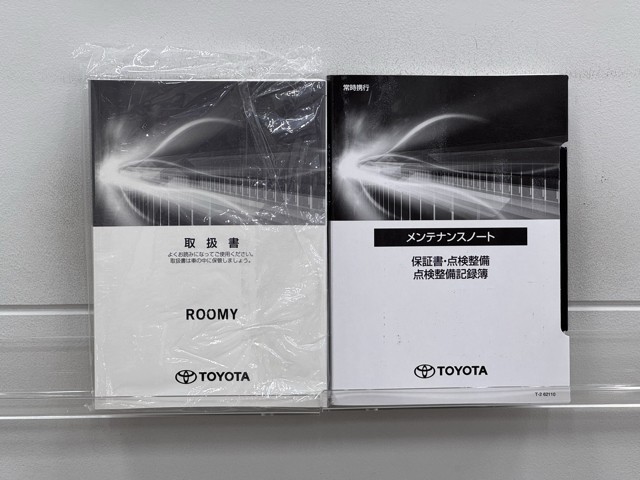 取扱書
よくお読みになってご使用ください。
取扱書は車の中に保管しましょう。
ROOMY
TOYOTA
常時携行
メンテナンスノート
保証書・点検整備
点検整備記録簿
TOYOTA
T-2 62110